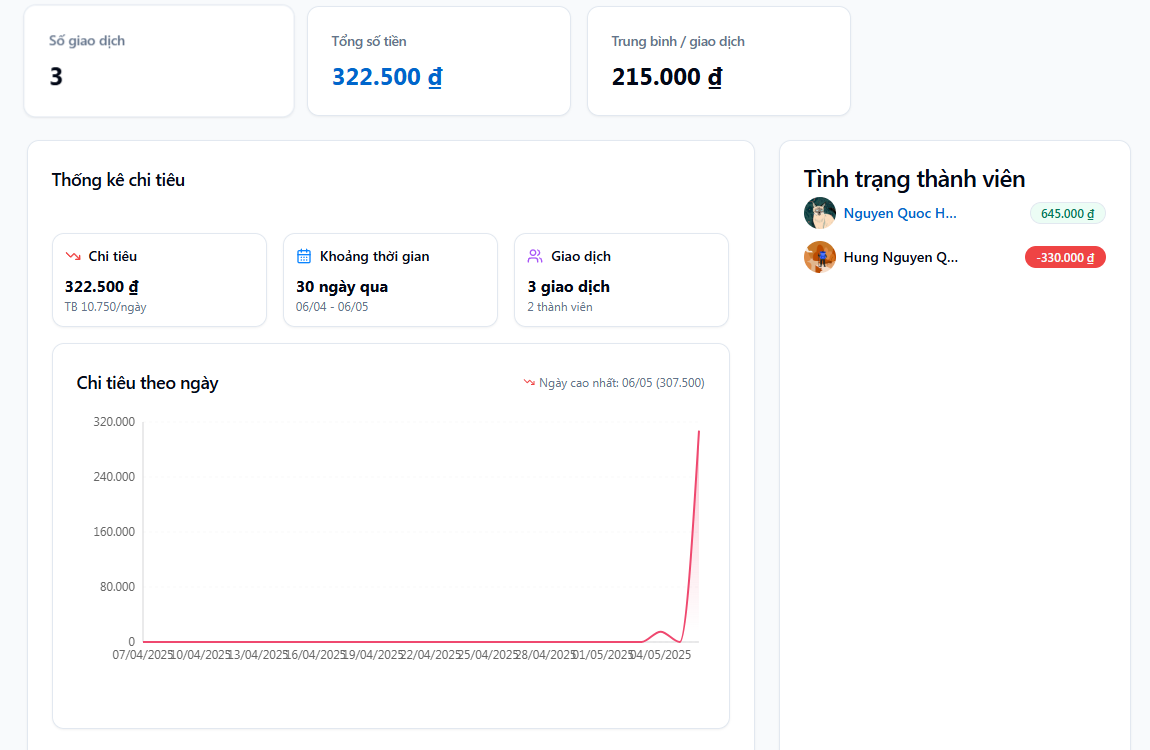 Số giao dịch
3
Tổng số tiền
322.500 ₫
Trung bình / giao dịch
215.000 ₫
Thống kê chi tiêu
Chi tiêu
322.500 ₫
TB 10.750/ngày
Khoảng thời gian
30 ngày qua
06/04 - 06/05
Giao dịch
3 giao dịch
2 thành viên
Chi tiêu theo ngày
Ngày cao nhất: 06/05 (307.500)
320.000
240.000
160.000
80.000
0
07/04/2025 10/04/2025 13/04/2025 16/04/2025 19/04/2025 22/04/2025 25/04/2025 28/04/2025 01/05/2025 04/05/2025
Tình trạng thành viên
Nguyen Quoc H... 645.000 ₫
Hung Nguyen Q... -330.000 ₫